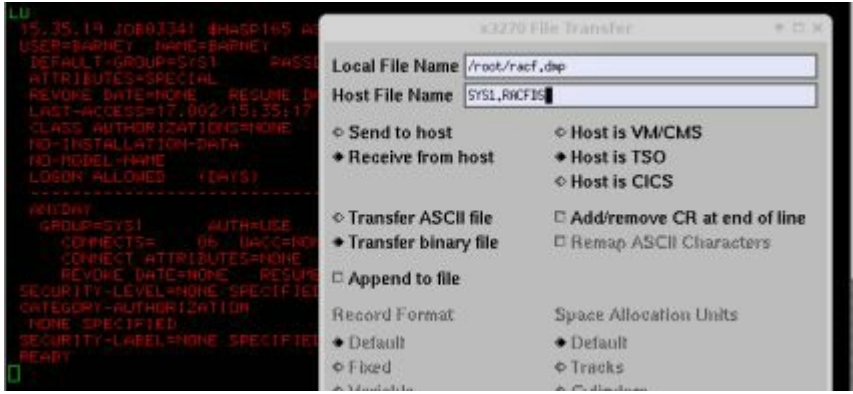 LU
15.35.19 JOB03341 $HASP165
USER=BARNEY NAME=BARNEY
DEFAULT-GROUP=SYS1
ATTRIBUTES=SPECIAL
REVOKE DATE=NONE RESUME
LAST-ACCESS=17.002/15:35:17
CLASS AUTHORIZATIONS=NONE
NO-INSTALLATION-DATA
NO-MODEL-NAME
LOGON ALLOWED (DAYS)
ANYDAY
GROUP=SYS1 AUTH=USE
CONNECTS= 06 UACC=NON
CONNECT ATTRIBUTES=NONE
REVOKE DATE=NONE RESUME
SECURITY-LEVEL=NONE SPECIFIED
CATEGORY-AUTHORIZATION
NONE SPECIFIED
SECURITY-LABEL=NONE SPECIFIE
READY
x3270 File Transfer
Local File Name /root/racf.dmp
Host File Name SYS1.RACFDS
Send to host Host is VM/CMS
Receive from host Host is TSO
Host is CICS
Transfer ASCII file Add/remove CR at end of line
Transfer binary file Remap ASCII Characters
Append to file
Record Format Space Allocation Units
Default Default
Fixed Tracks
Variable Cylinders